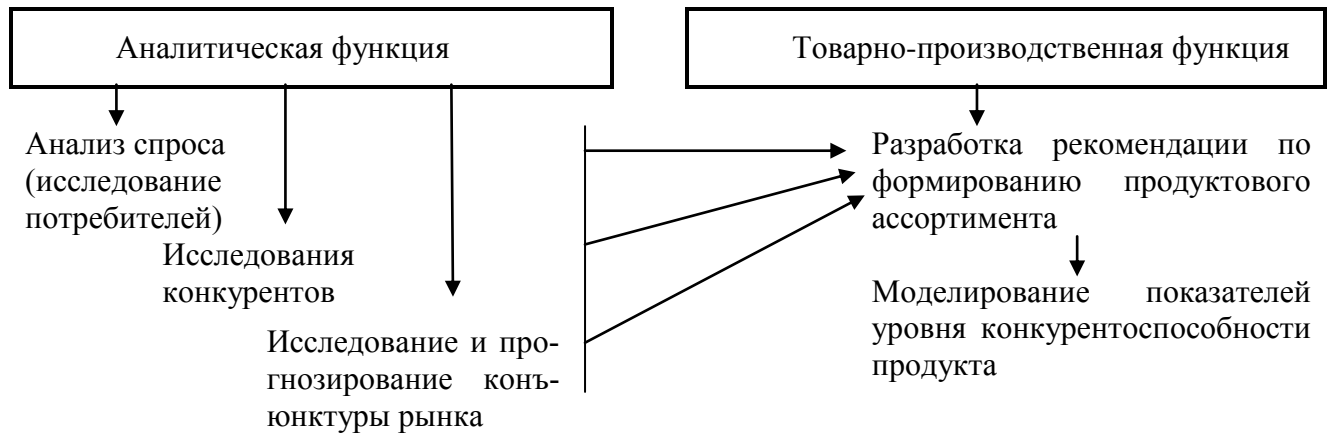 Аналитическая функция
Товарно-производственная функция
Анализ спроса
(исследование
потребителей)
Исследования
конкурентов
Исследование и про-
гнозирование конъ-
юнктуры рынка
Разработка рекомендации по
формированию продуктового
ассортимента
Моделирование показателей
уровня конкурентоспособности
продукта